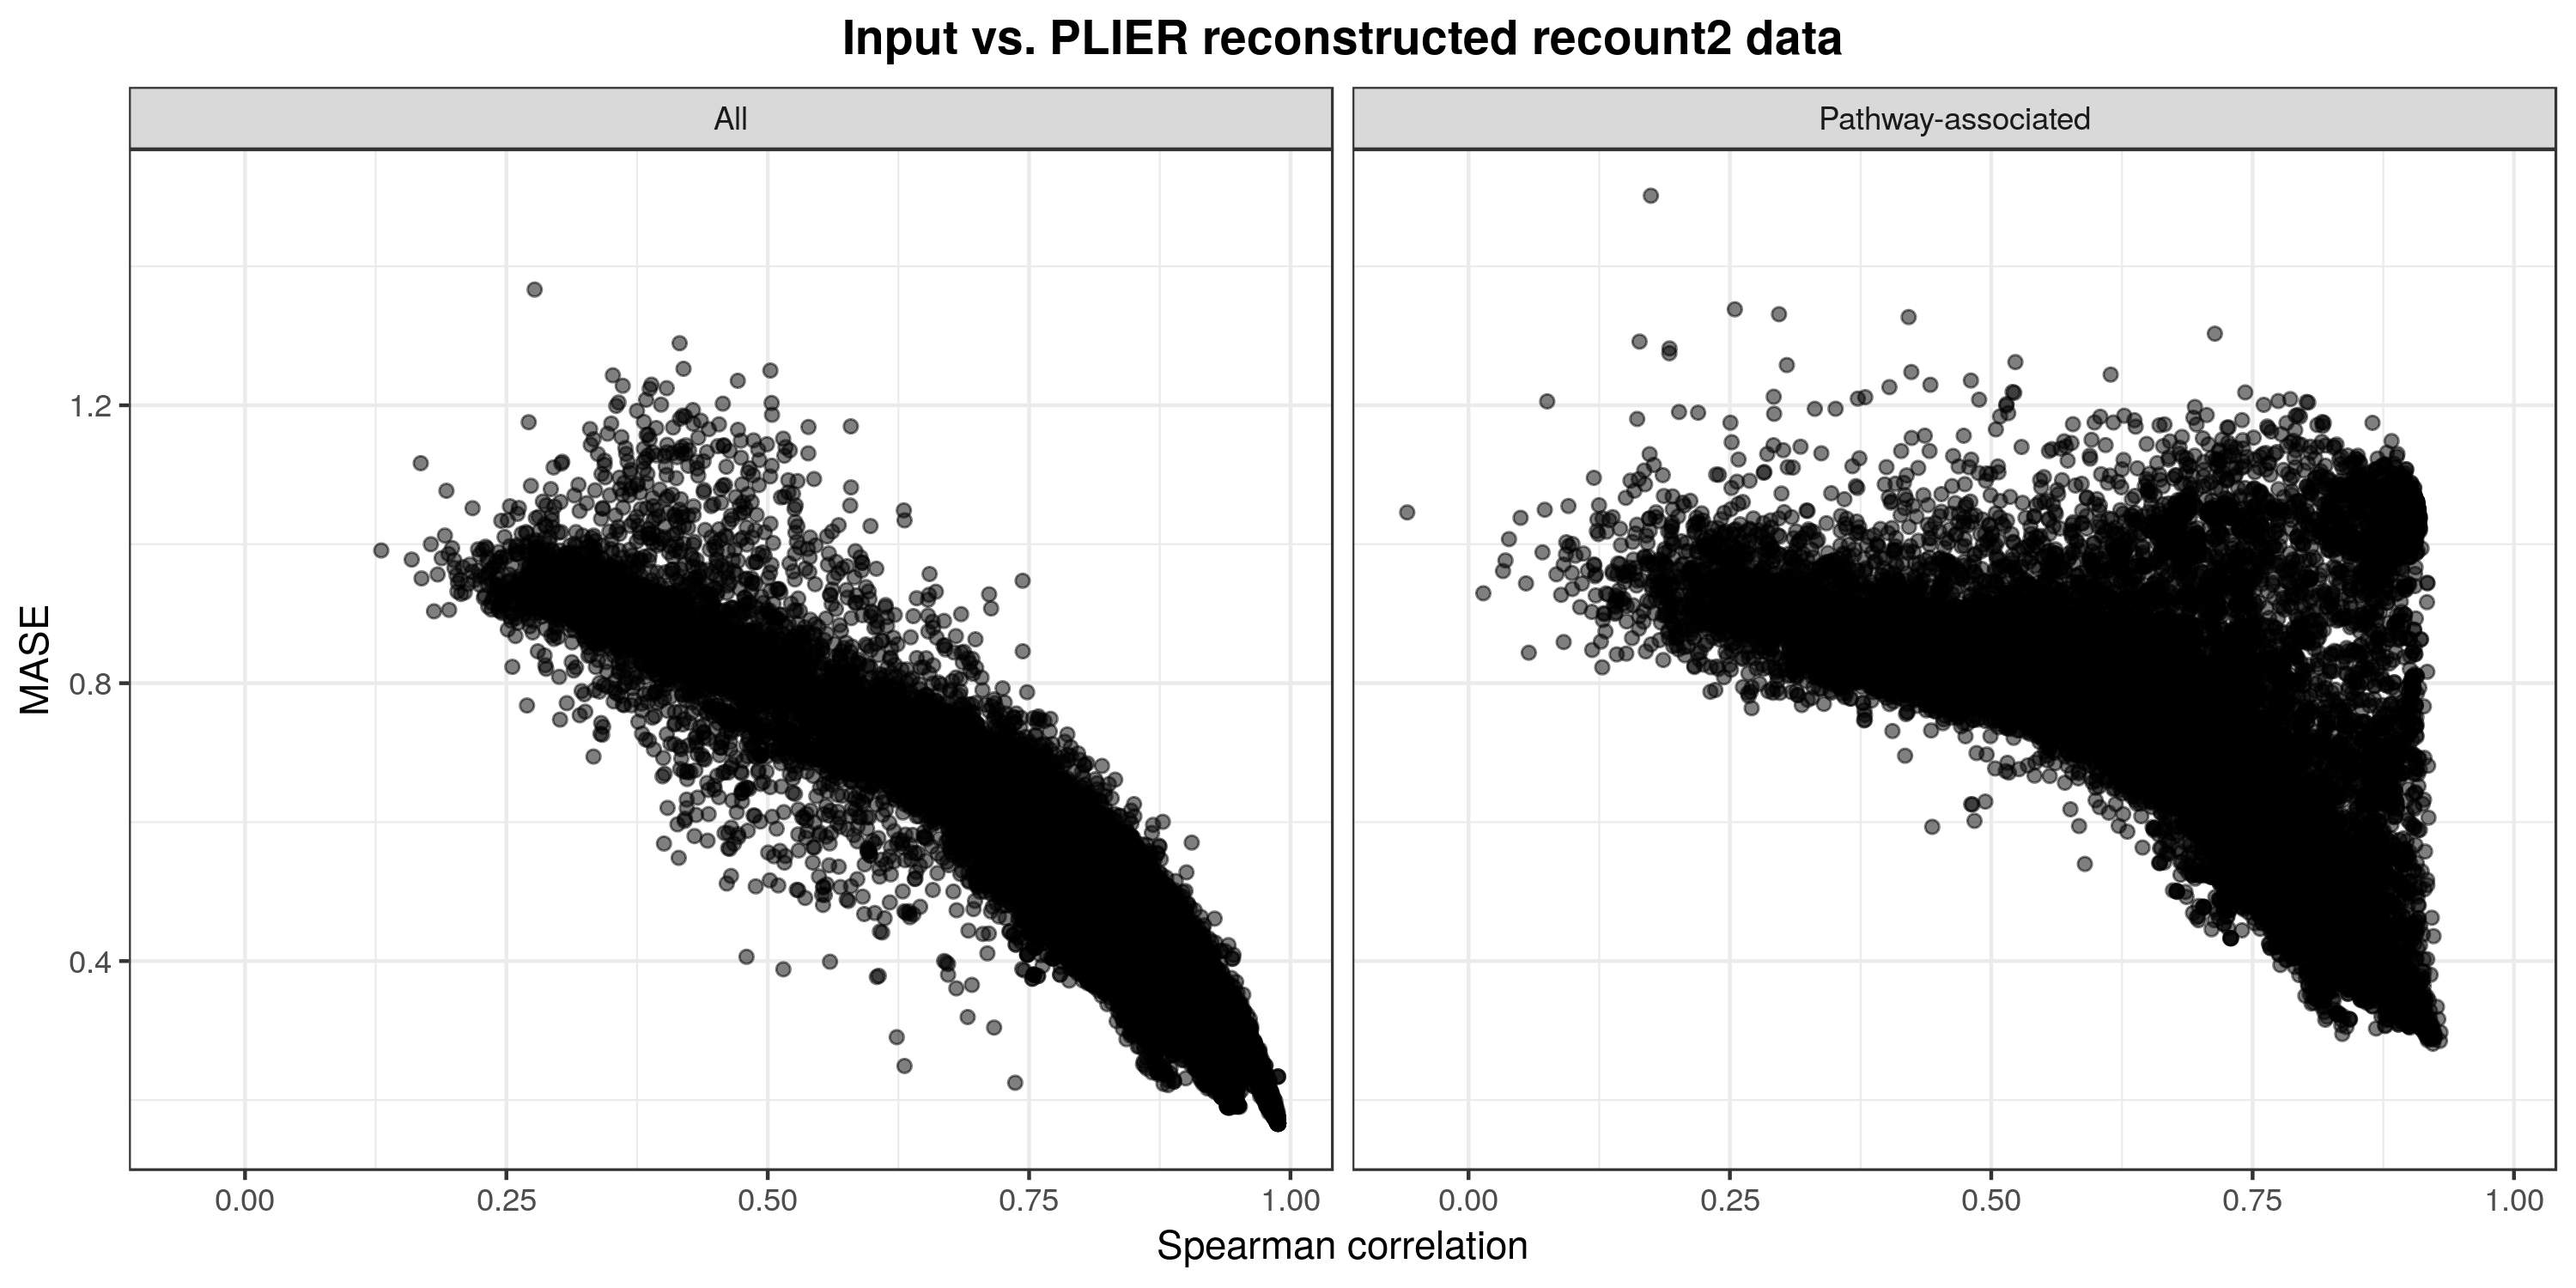 Input vs. PLIER reconstructed recount2 data
All
Pathway-associated
MASE
1.2
0.8
0.4
0.00 0.25 0.50 0.75 1.00
0.00 0.25 0.50 0.75 1.00
Spearman correlation